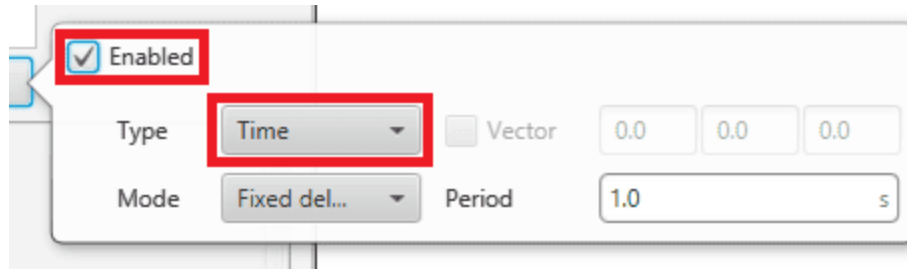 Enabled
Type Time Vector 0.0 0.0 0.0
Mode Fixed del... Period 1.0 s